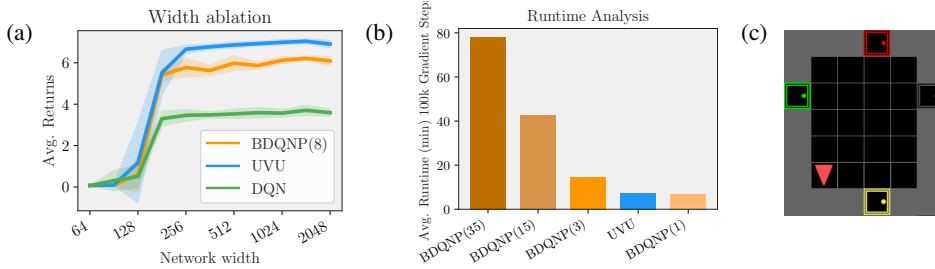 (a)
Width ablation
Avg. Returns
6
4
2
0
BDQNP(8)
UVU
DQN
64
128
256
512
1024
2048
Network width
(b)
Runtime Analysis
Avg. Runtime (min) 100k Gradient Steps
80
60
40
20
0
BDQNP(35)
BDQNP(15)
BDQNP(3)
UVU
BDQNP(1)
(c)